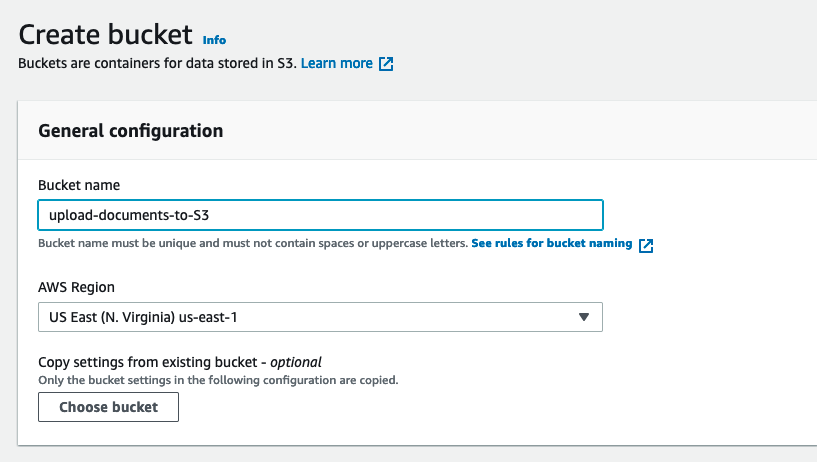 Create bucket Info
Buckets are containers for data stored in S3. Learn more
General configuration
Bucket name
upload-documents-to-S3
Bucket name must be unique and must not contain spaces or uppercase letters. See rules for bucket naming
AWS Region
US East (N. Virginia) us-east-1
Copy settings from existing bucket - optional
Only the bucket settings in the following configuration are copied.
Choose bucket